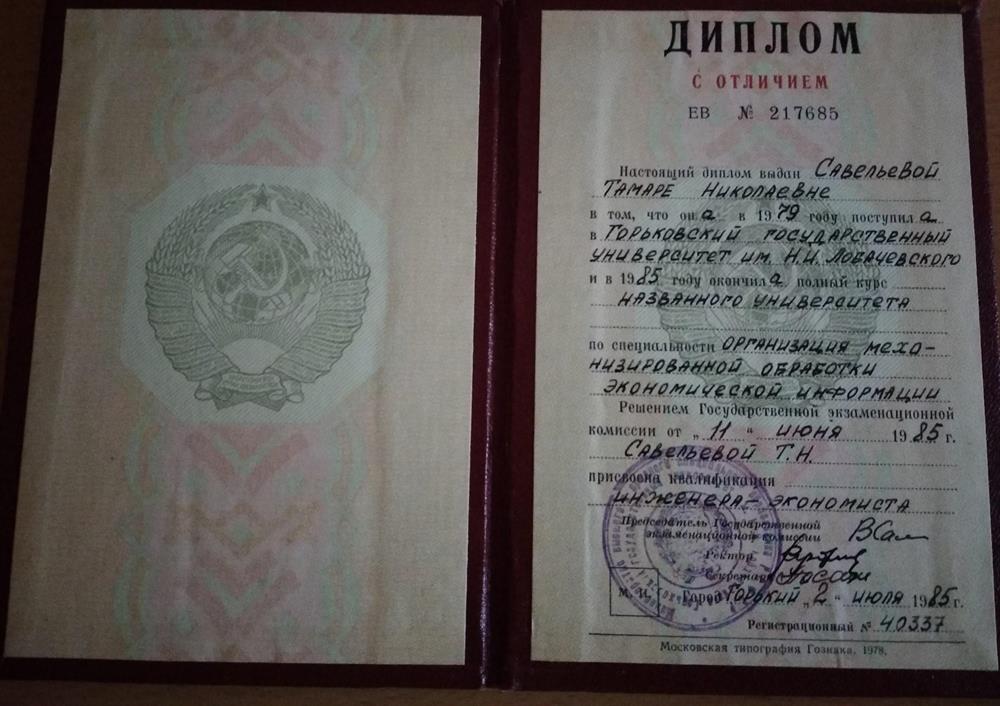 ДИПЛОМ
С ОТЛИЧИЕМ
ЕВ № 217685
Настоящий диплом выдан Савельевой
Тамаре Николаевне
в том, что она в 1979 году поступила
в Горьковский государственный
университет им. Н.И. Лобачевского
и в 1985 году окончила полный курс
названного университета
по специальности организация меха-
низированной обработки
экономической информации
Решением Государственной экзаменационной
комиссии от „11" июня 1985 г.
Савельевой Т.Н.
присвоена квалификация
инженера-экономиста
Председатель Государственной
экзаменационной комиссии
Ректор
Секретарь
М. П. Город Горький „2" июля 1985 г.
Регистрационный № 40337
Московская типография Гознака. 1978.